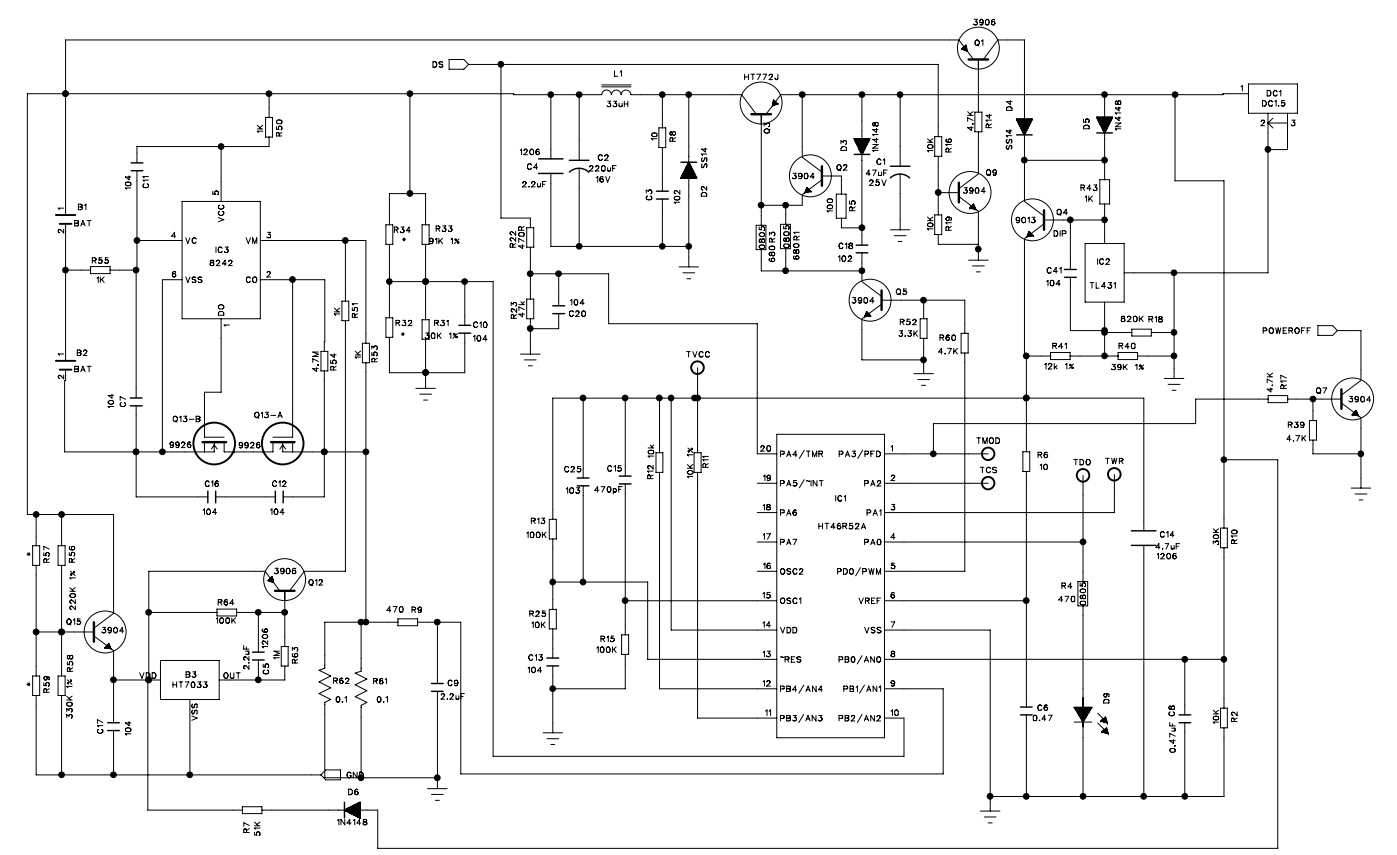 3906
Q1
DS
L1
33uH
HT772J
Q3
D4
SS14
D5
1N4148
1
DC1
DC1.5
2
3
1K
R50
4.7K
R14
10
R8
SS14
D2
D3
1N4148
10K
R16
1206
C4
2.2uF
C2
220uF
16V
C1
47uF
25V
Q2
3904
100
R5
Q9
3904
10K
R19
R43
1K
104
C11
5
VCC
B1
BAT
1
2
4
VC
IC3
8242
VM
3
6
VSS
CO
2
DO
1
R55
1K
R34
*
R33
91K 1%
R22
470R
C3
102
0805
680 R3
0805
680 R1
C18
102
9013
Q4
DIP
C41
104
IC2
TL431
1K
R51
R32
*
R31
30K 1%
C10
104
R23
47k
104
C20
Q5
3904
R52
3.3K
R60
4.7K
820K R18
R41
12k 1%
R40
39K 1%
POWEROFF
B2
BAT
1
2
4.7M
R54
1K
R53
104
C7
TVCC
4.7K
R17
Q7
3904
R39
4.7K
Q13-B
Q13-A
9926
9926
C16
104
C12
104
C25
103
C15
470pF
R12 10k
10K 1%
R11
20
PA4/TMR
PA3/PFD
1
TMOD
19
PA5/~INT
PA2
2
TCS
IC1
HT46R52A
18
PA6
PA1
3
17
PA7
PA0
4
16
OSC2
PD0/PWM
5
15
OSC1
VREF
6
14
VDD
VSS
7
13
~RES
PB0/AN0
8
12
PB4/AN4
PB1/AN1
9
11
PB3/AN3
PB2/AN2
10
R6
10
TDO
TWR
C14
4.7uF
1206
30K
R10
R13
100K
R4
470
0805
*
R57
R56
220K 1%
3906
Q12
R64
100K
470 R9
R25
10K
R15
100K
C13
104
Q15
3904
2.2uF
1206
C5
1M
R63
VDD
B3
HT7033
OUT
VSS
*
R59
R58
330K 1%
R62
0.1
R61
0.1
C9
2.2uF
C17
104
C6
0.47
D9
0.47uF C8
10K
R2
GND
R7
51K
D6
1N4148